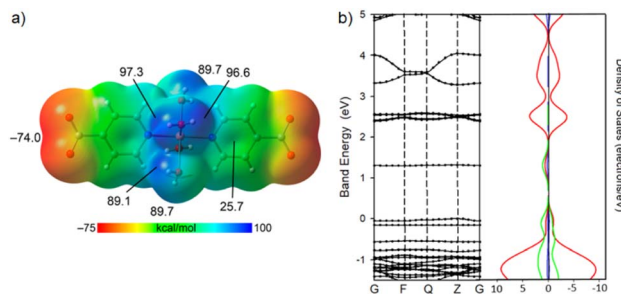 a)
97.3
89.7
96.6
−74.0
89.1
89.7
25.7
−75
kcal/mol
100
b)
Band Energy (eV)
5
4
3
2
1
0
-1
G
F
Q
Z
G
10
5
0
-5
-10
Density of States (electrons/eV)